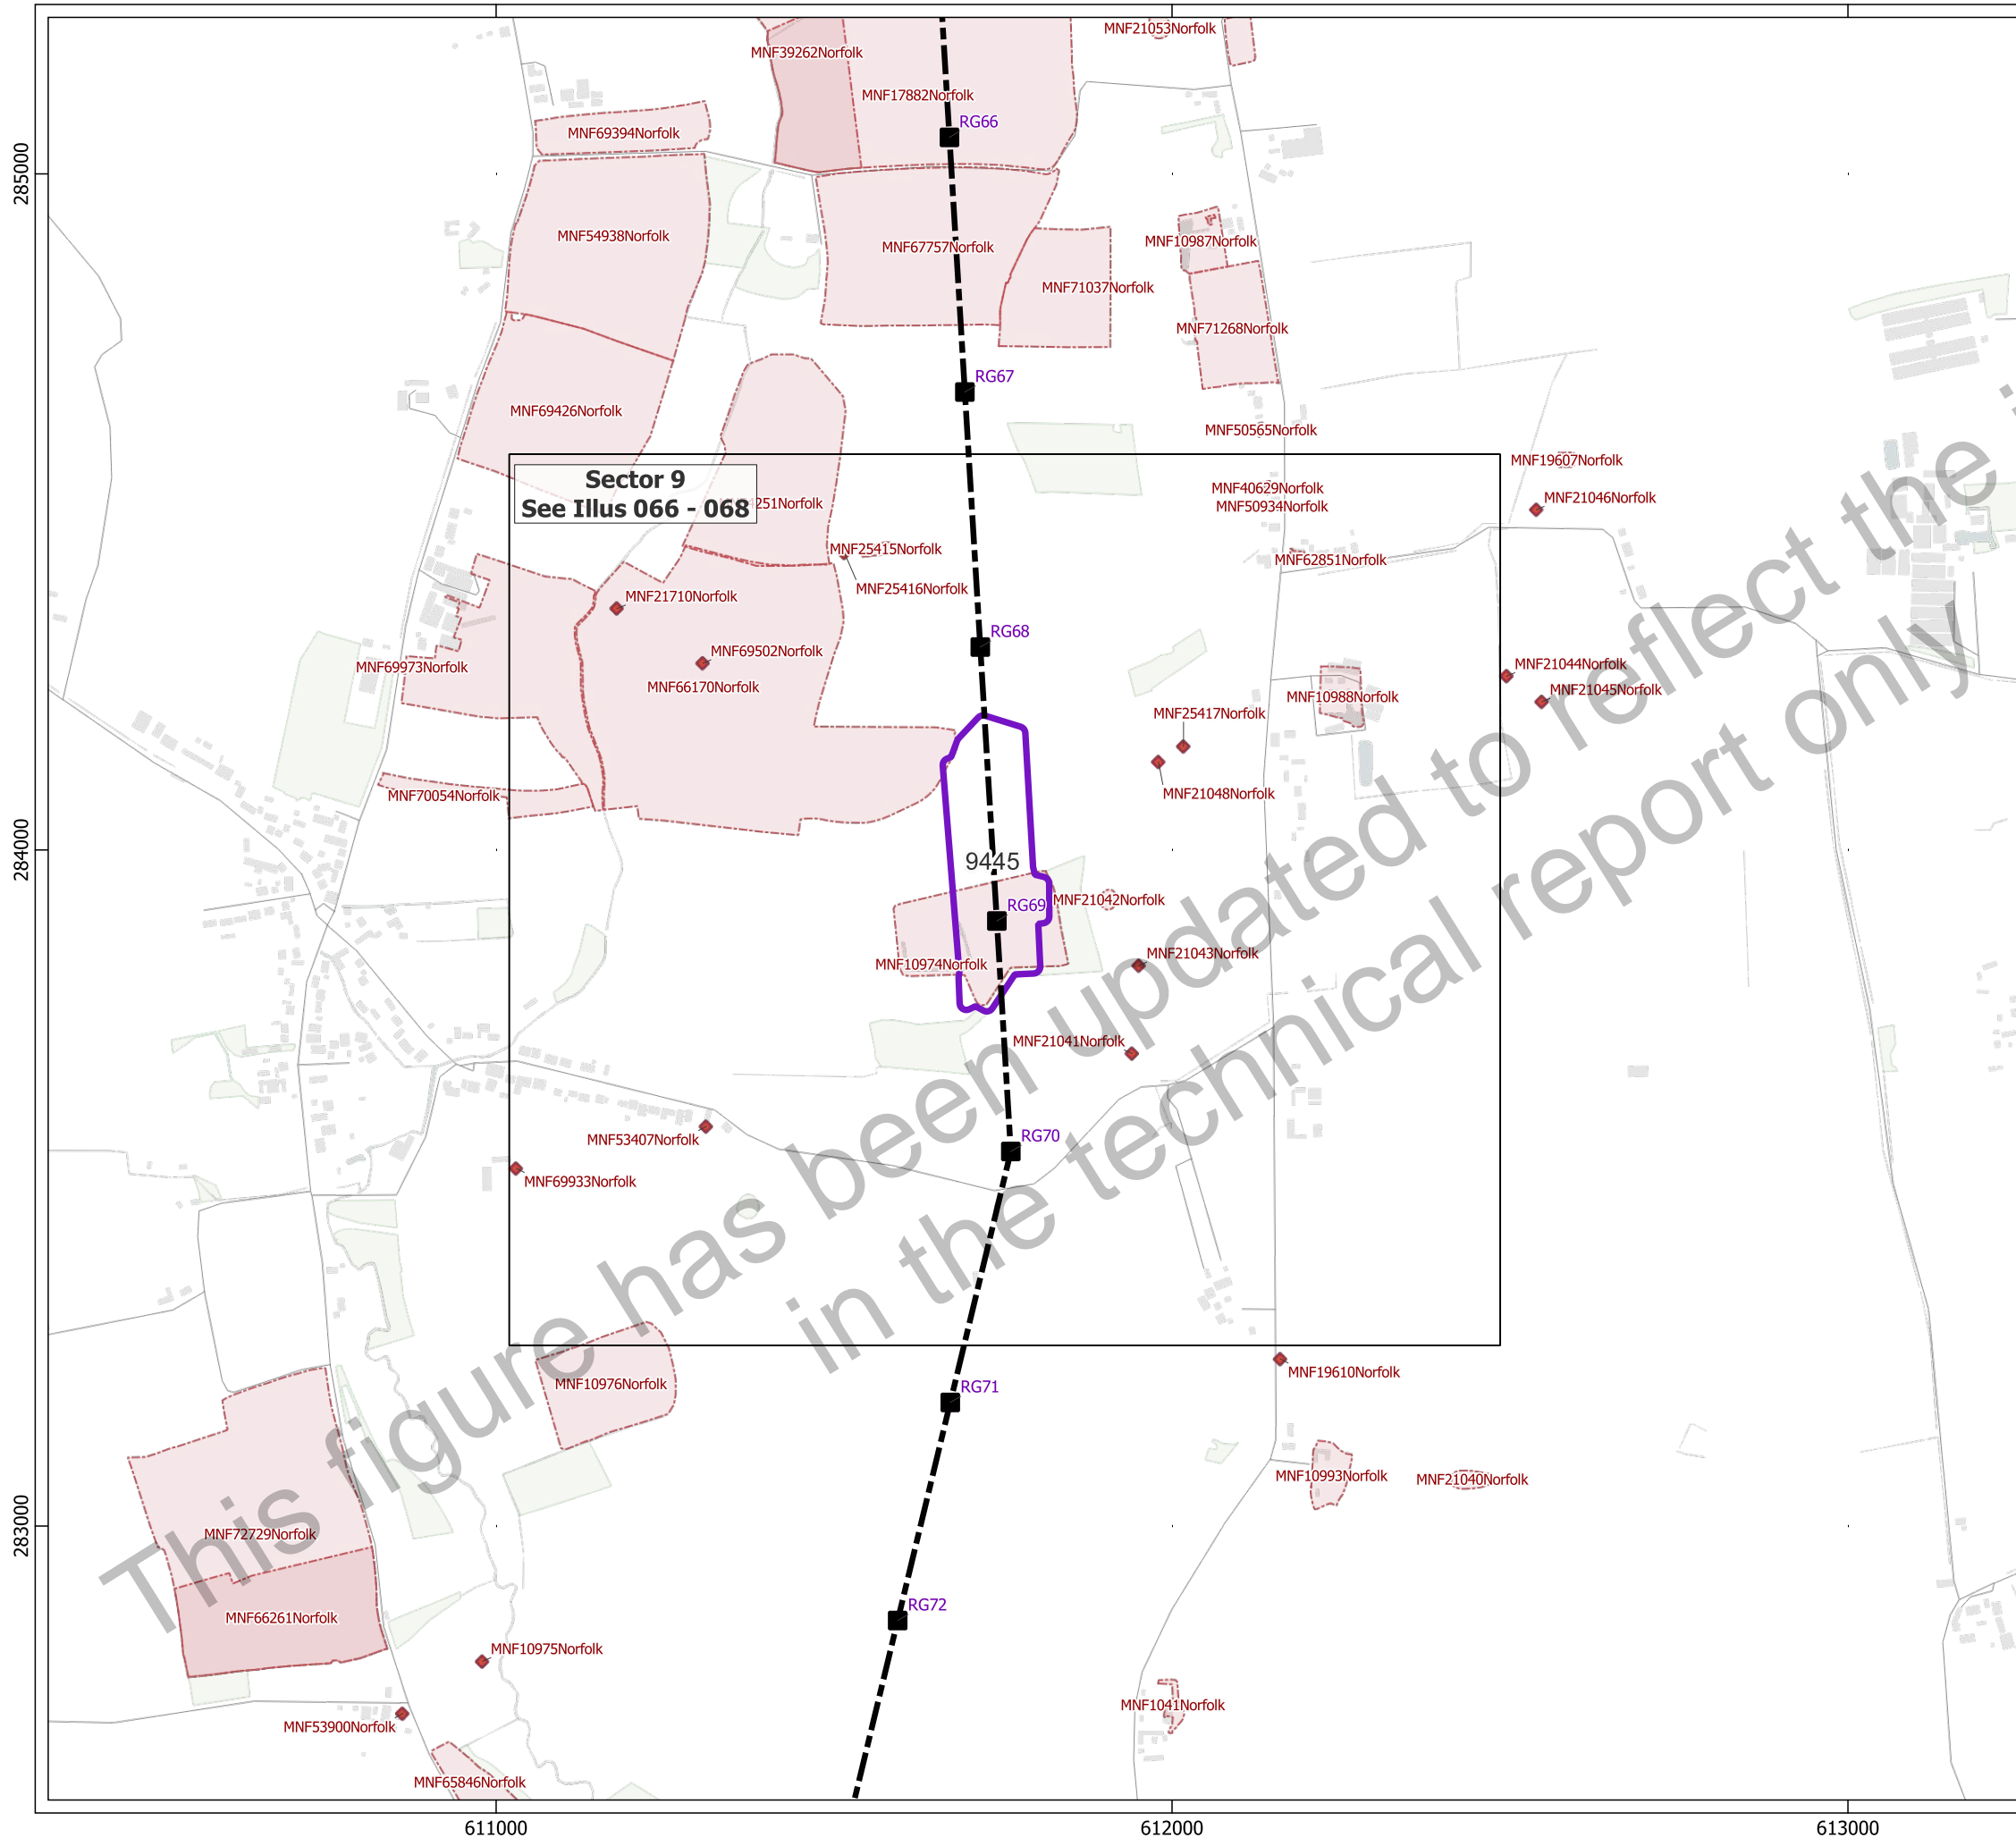 MNF21053Norfolk
MNF39262Norfolk
MNF17882Norfolk
RG66
MNF69394Norfolk
285000
MNF54938Norfolk
MNF67757Norfolk
MNF10987Norfolk
MNF71037Norfolk
MNF71268Norfolk
RG67
MNF69426Norfolk
MNF50565Norfolk
MNF19607Norfolk
Sector 9
See Illus 066 - 068
251Norfolk
MNF40629Norfolk
MNF50934Norfolk
MNF21046Norfolk
MNF25415Norfolk
MNF62851Norfolk
MNF25416Norfolk
MNF21710Norfolk
RG68
MNF69502Norfolk
MNF69973Norfolk
MNF66170Norfolk
MNF21044Norfolk
MNF10988Norfolk
MNF21045Norfolk
MNF25417Norfolk
MNF70054Norfolk
MNF21048Norfolk
284000
9445
RG69
MNF21042Norfolk
MNF10974Norfolk
MNF21043Norfolk
MNF21041Norfolk
MNF53407Norfolk
RG70
MNF69933Norfolk
MNF10976Norfolk
RG71
MNF19610Norfolk
MNF10993Norfolk
MNF21040Norfolk
283000
MNF72729Norfolk
MNF66261Norfolk
RG72
MNF10975Norfolk
MNF53900Norfolk
MNF1041Norfolk
MNF65846Norfolk
611000
612000
613000
This figure has been updated to reflect the
in the technical report only